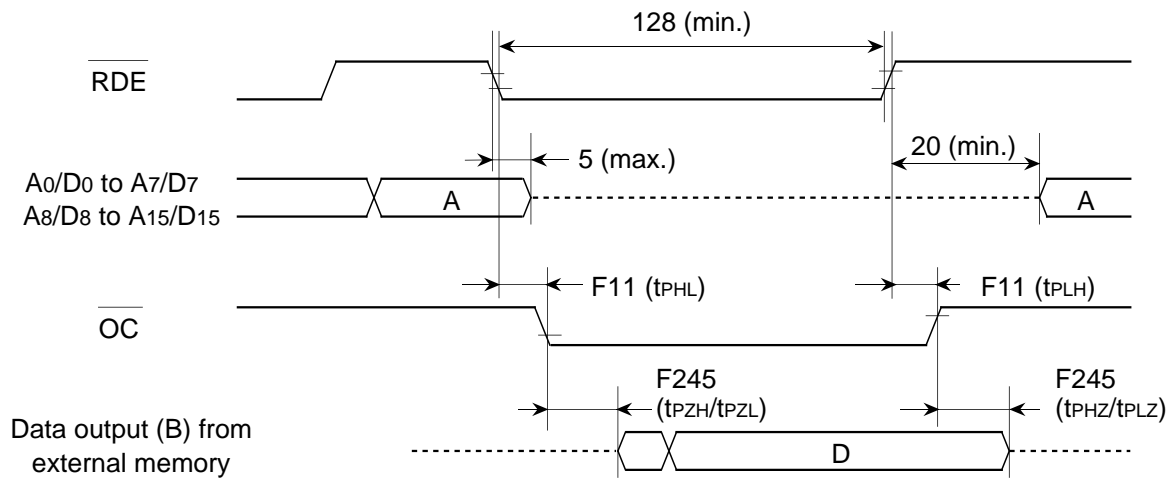 128 (min.)
RDE
5 (max.)
20 (min.)
A0/D0 to A7/D7
A8/D8 to A15/D15
A
A
F11 (tPHL)
F11 (tPLH)
OC
F245
(tPZH/tPZL)
F245
(tPHZ/tPLZ)
Data output (B) from
external memory
D